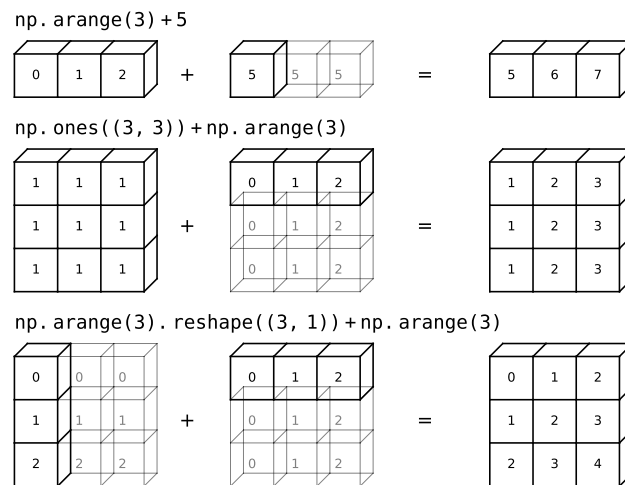 np.arange(3)+5
0 1 2 + 5 5 5 = 5 6 7
np.ones((3, 3))+np.arange(3)
1 1 1 0 1 2 1 2 3
1 1 1 + 0 1 2 = 1 2 3
1 1 1 0 1 2 1 2 3
np.arange(3).reshape((3, 1))+np.arange(3)
0 0 0 0 1 2 0 1 2
1 1 1 + 0 1 2 = 1 2 3
2 2 2 0 1 2 2 3 4